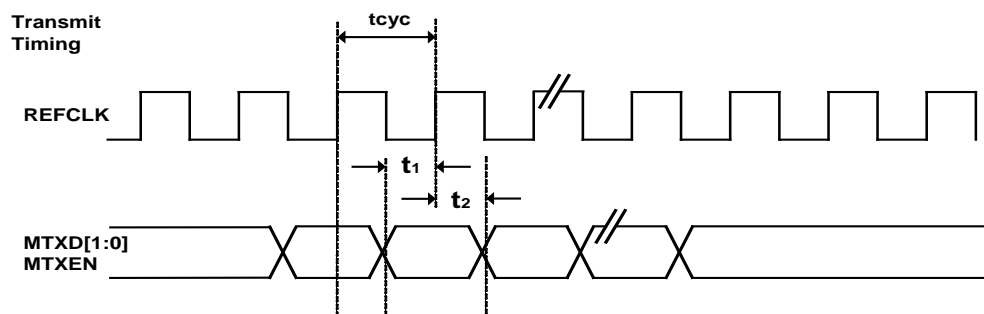 Transmit
Timing
tcyc
REFCLK
t1
t2
MTXD[1:0]
MTXEN